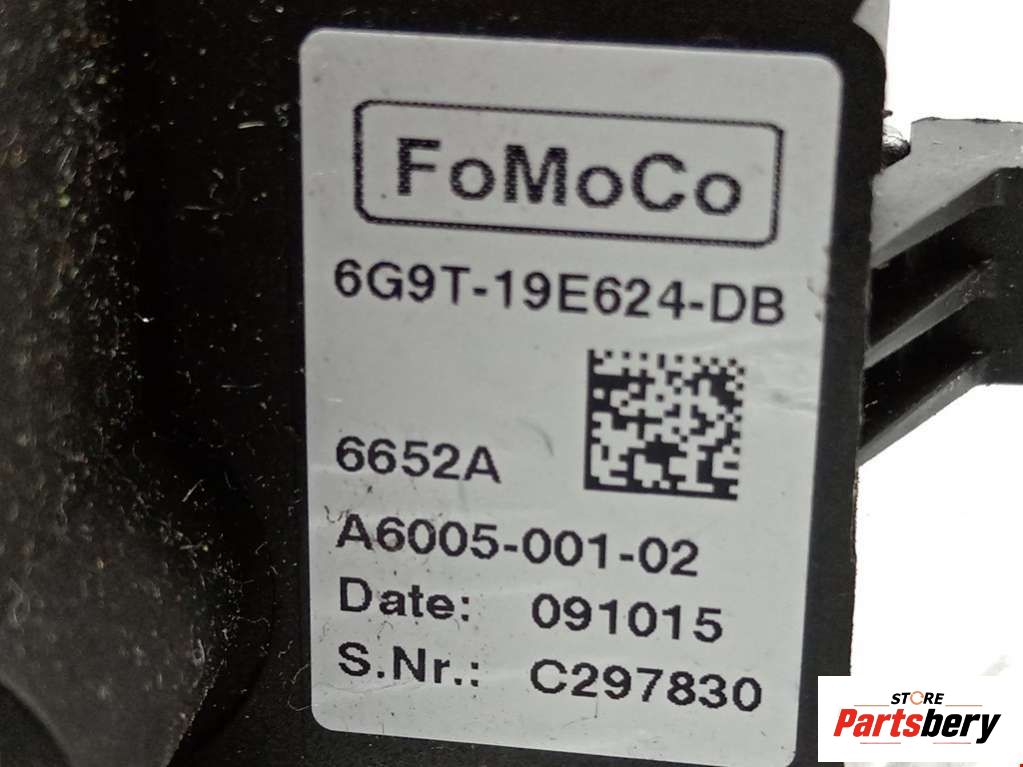 FoMoCo
6G9T-19E624-DB
6652A
A6005-001-02
Date: 091015
S.Nr.: C297830
STORE
Partsbery